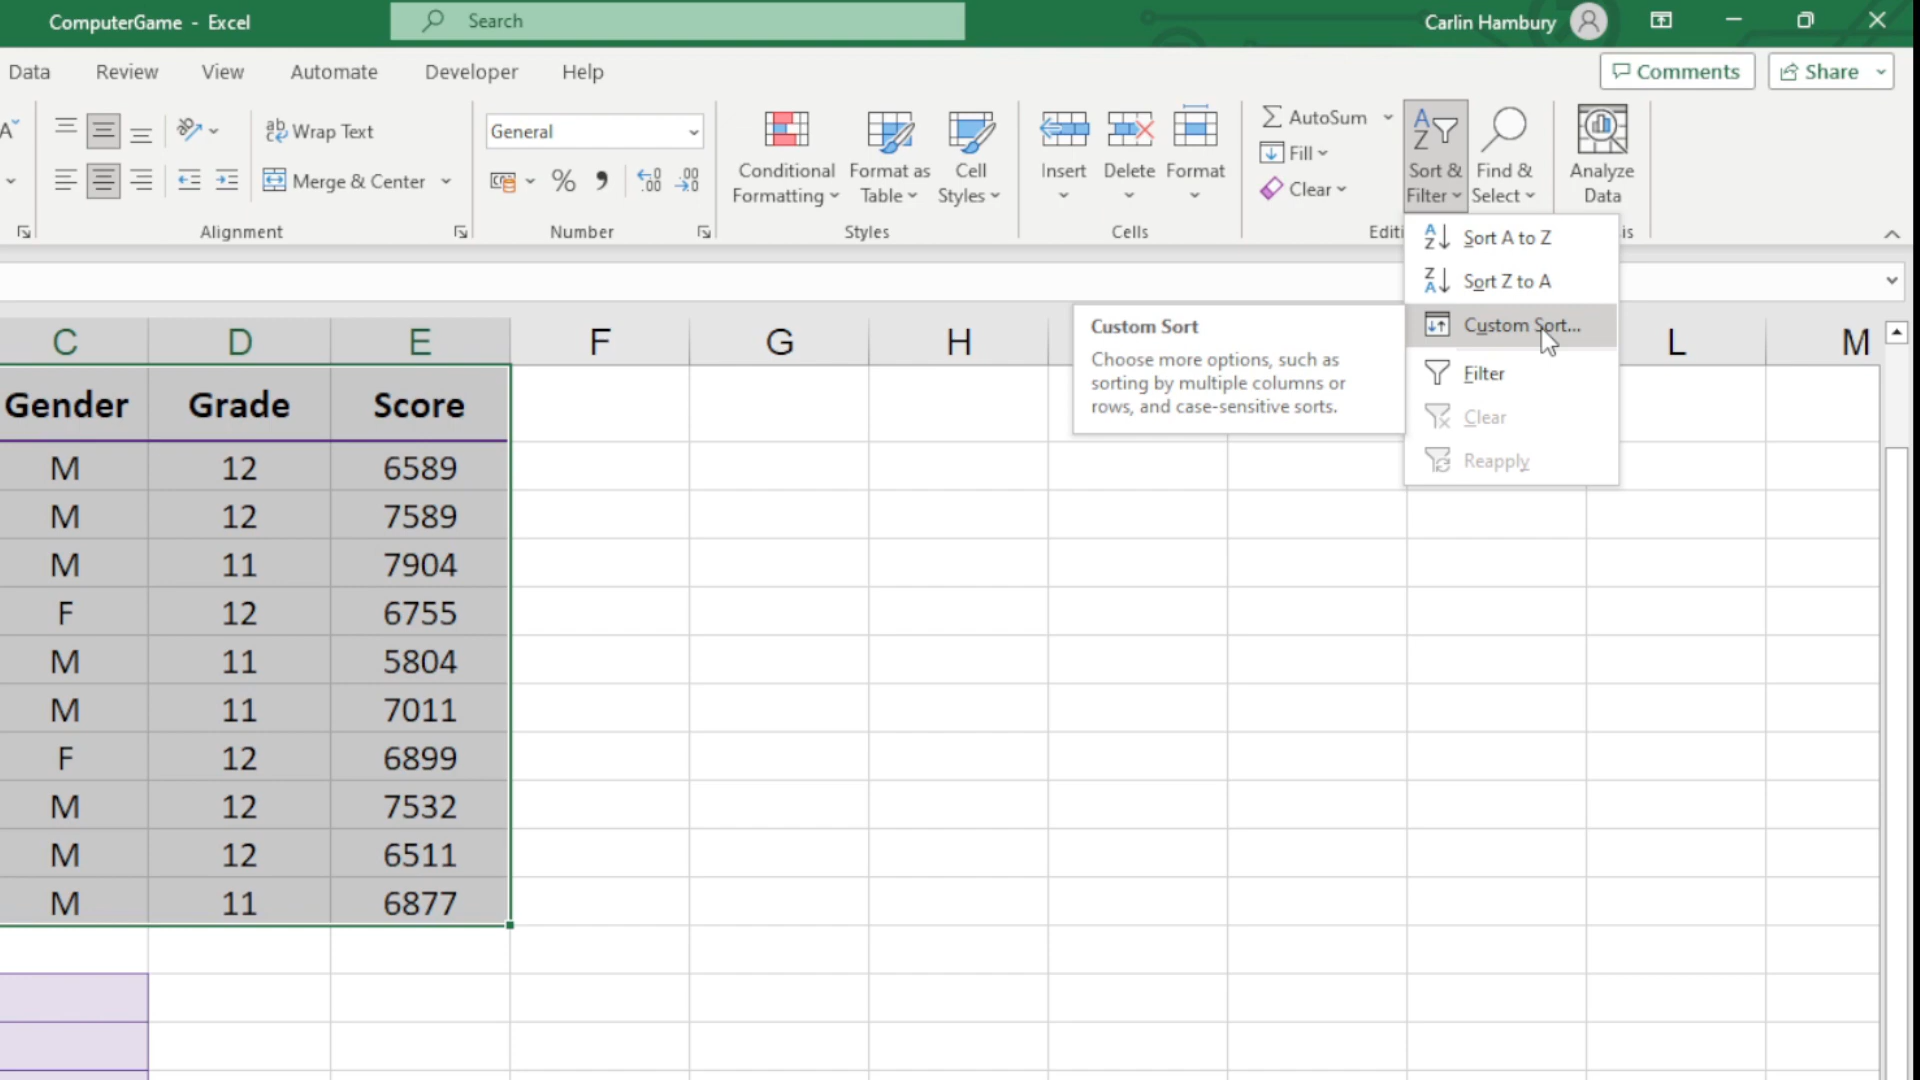 ComputerGame - Excel
Search
Carlin Hambury
Data Review View Automate Developer Help
Comments
Share
Wrap Text
Merge & Center
Alignment
General
Number
Conditional Formatting
Format as Table
Cell Styles
Styles
Insert
Delete
Format
Cells
AutoSum
Fill
Clear
Sort & Filter
Find & Select
Editi
Analyze Data
is
Sort A to Z
Sort Z to A
Custom Sort...
Filter
Clear
Reapply
Custom Sort
Choose more options, such as
sorting by multiple columns or
rows, and case-sensitive sorts.
C D E F G H L M
Gender Grade Score
M 12 6589
M 12 7589
M 11 7904
F 12 6755
M 11 5804
M 11 7011
F 12 6899
M 12 7532
M 12 6511
M 11 6877